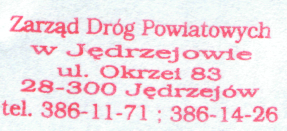 Zarząd Dróg Powiatowych
w Jędrzejowie
ul. Okrzei 83
28-300 Jędrzejów
tel. 386-11-71 ; 386-14-26